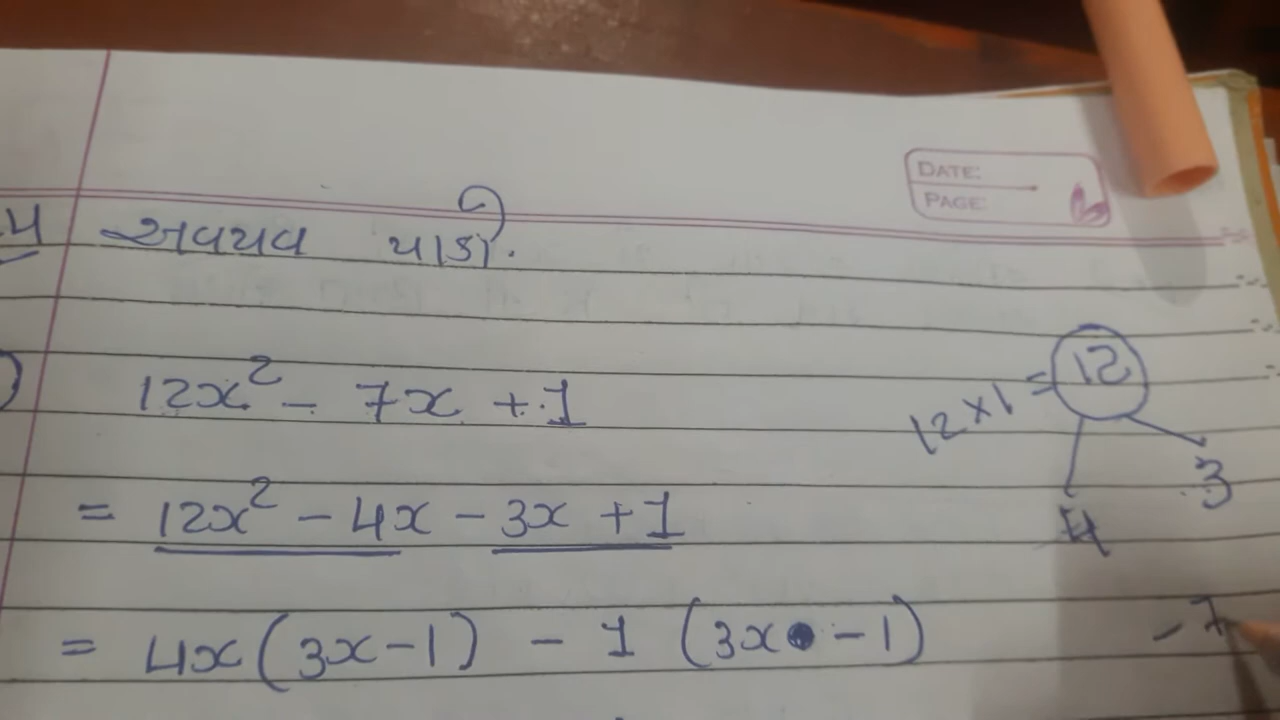 DATE:
PAGE:
અવયવ પાડો.
12x² - 7x + 1
= 12x² - 4x - 3x + 1
= 4x(3x - 1) - 1 (3x - 1)
12 x 1 = 12
4 3
- 7